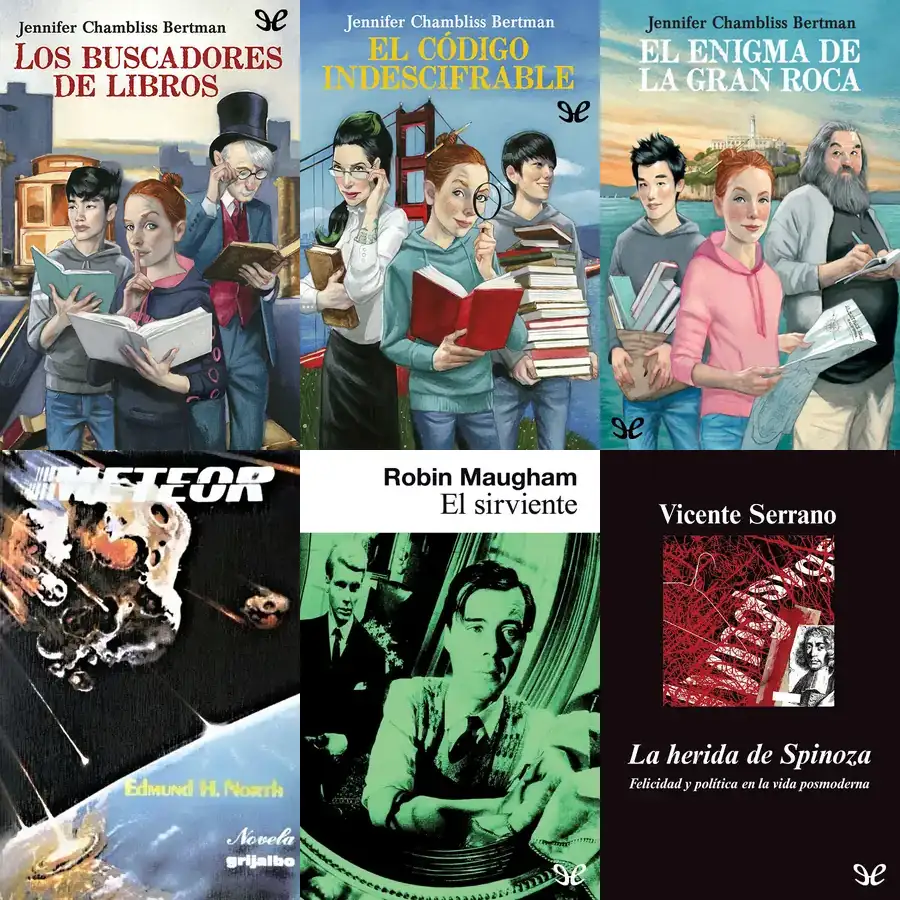 Jennifer Chambliss Bertman
LOS BUSCADORES
DE LIBROS
Jennifer Chambliss Bertman
EL CÓDIGO
INDESCIFRABLE
Jennifer Chambliss Bertman
EL ENIGMA DE
LA GRAN ROCA
METEOR
Edmund H. North
Novela
grijalbo
Robin Maugham
El sirviente
Vicente Serrano
La herida de Spinoza
Felicidad y política en la vida posmoderna